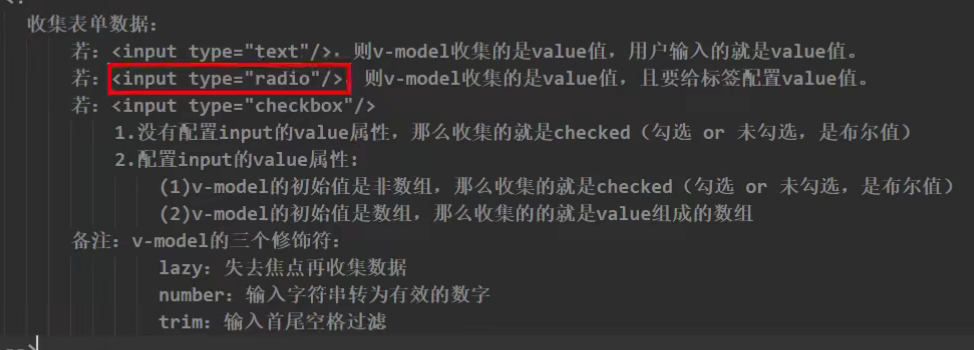 收集表单数据:
若: <input type="text"/>, 则v-model收集的是value值, 用户输入的就是value值。
若: <input type="radio"/>, 则v-model收集的是value值, 且要给标签配置value值。
若: <input type="checkbox"/>
1.没有配置input的value属性, 那么收集的就是checked (勾选 or 未勾选, 是布尔值)
2.配置input的value属性:
(1)v-model的初始值是非数组, 那么收集的就是checked (勾选 or 未勾选, 是布尔值)
(2)v-model的初始值是数组, 那么收集的的就是value组成的数组
备注: v-model的三个修饰符:
lazy: 失去焦点再收集数据
number: 输入字符串转为有效的数字
trim: 输入首尾空格过滤